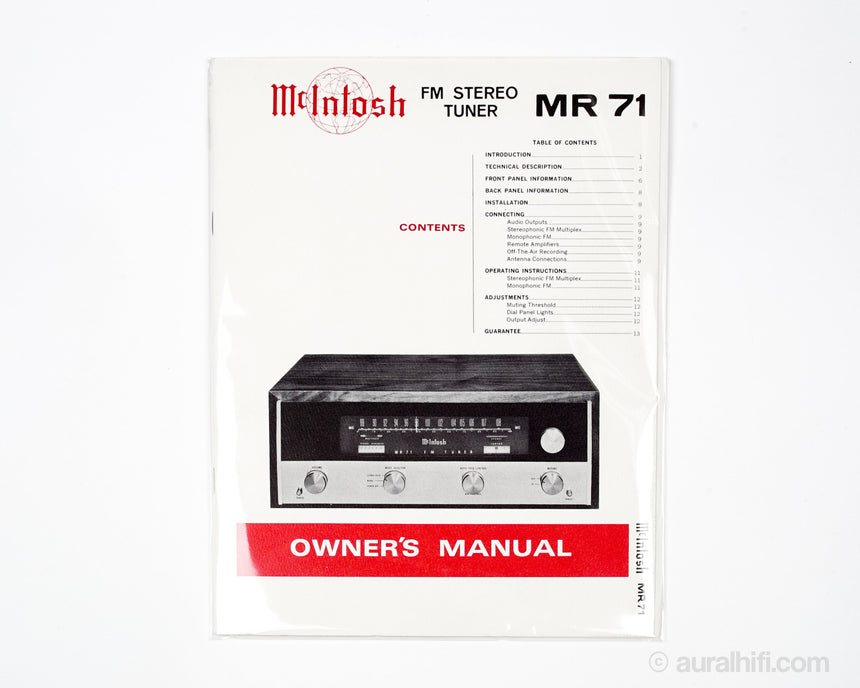 McIntosh
FM STEREO
TUNER
MR 71
TABLE OF CONTENTS
CONTENTS
INTRODUCTION 1
TECHNICAL DESCRIPTION 2
FRONT PANEL INFORMATION 6
BACK PANEL INFORMATION 8
INSTALLATION 8
CONNECTING 9
Audio Outputs 9
Stereophonic FM Multiplex 9
Monophonic FM 9
Remote Amplifiers 9
Off-The-Air Recording 9
Antenna Connections 9
OPERATING INSTRUCTIONS 11
Stereophonic FM Multiplex 11
Monophonic FM 11
ADJUSTMENTS 12
Muting Threshold 12
Dial Panel Lights 12
Output Adjust 12
GUARANTEE 13
McIntosh
MR 71 FM TUNER
VOLUME
OWNER'S MANUAL
McIntosh MR71
© auralhifi.com